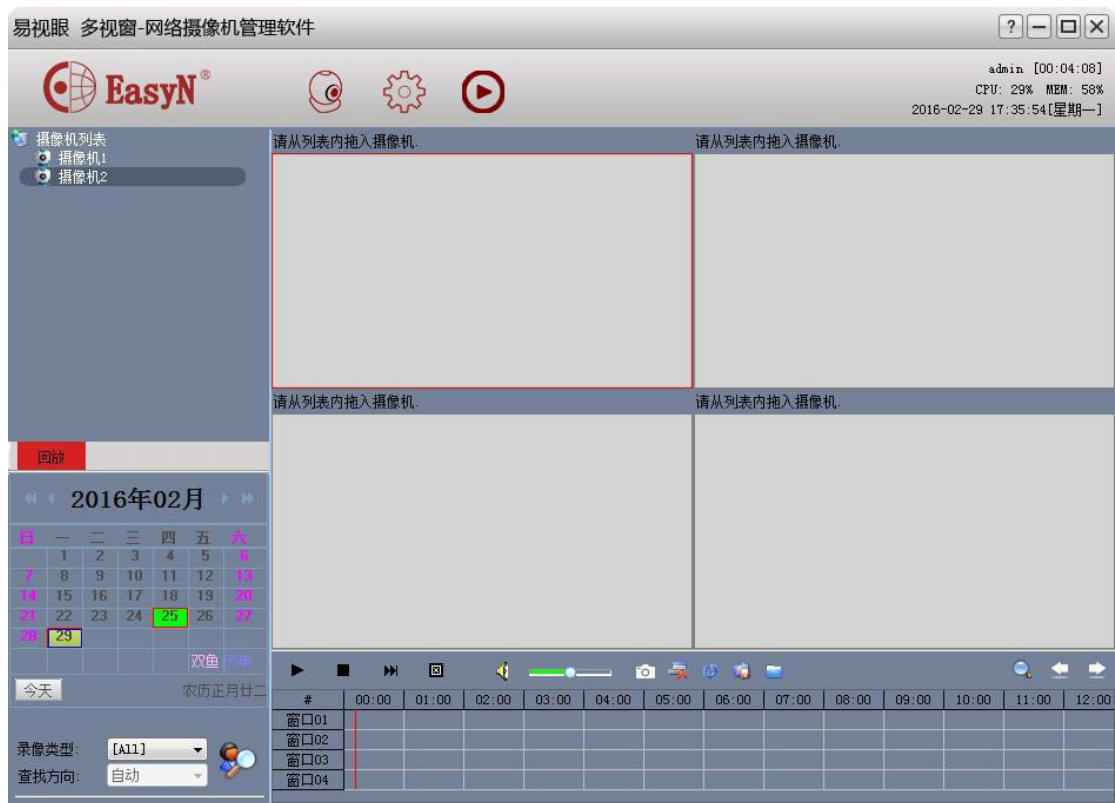 易视眼 多视窗-网络摄像机管理软件
EasyN®
admin [00:04:08]
CPU: 29% MEM: 58%
2016-02-29 17:35:54[星期一]
摄像机列表
摄像机1
摄像机2
请从列表内拖入摄像机.
请从列表内拖入摄像机.
请从列表内拖入摄像机.
请从列表内拖入摄像机.
回放
2016年02月
日 一 二 三 四 五 六
1 2 3 4 5 6
7 8 9 10 11 12 13
14 15 16 17 18 19 20
21 22 23 24 25 26 27
28 29
双鱼 丙申
今天 农历正月廿二
录像类型: [All]
查找方向: 自动
# 00:00 01:00 02:00 03:00 04:00 05:00 06:00 07:00 08:00 09:00 10:00 11:00 12:00
窗口01
窗口02
窗口03
窗口04